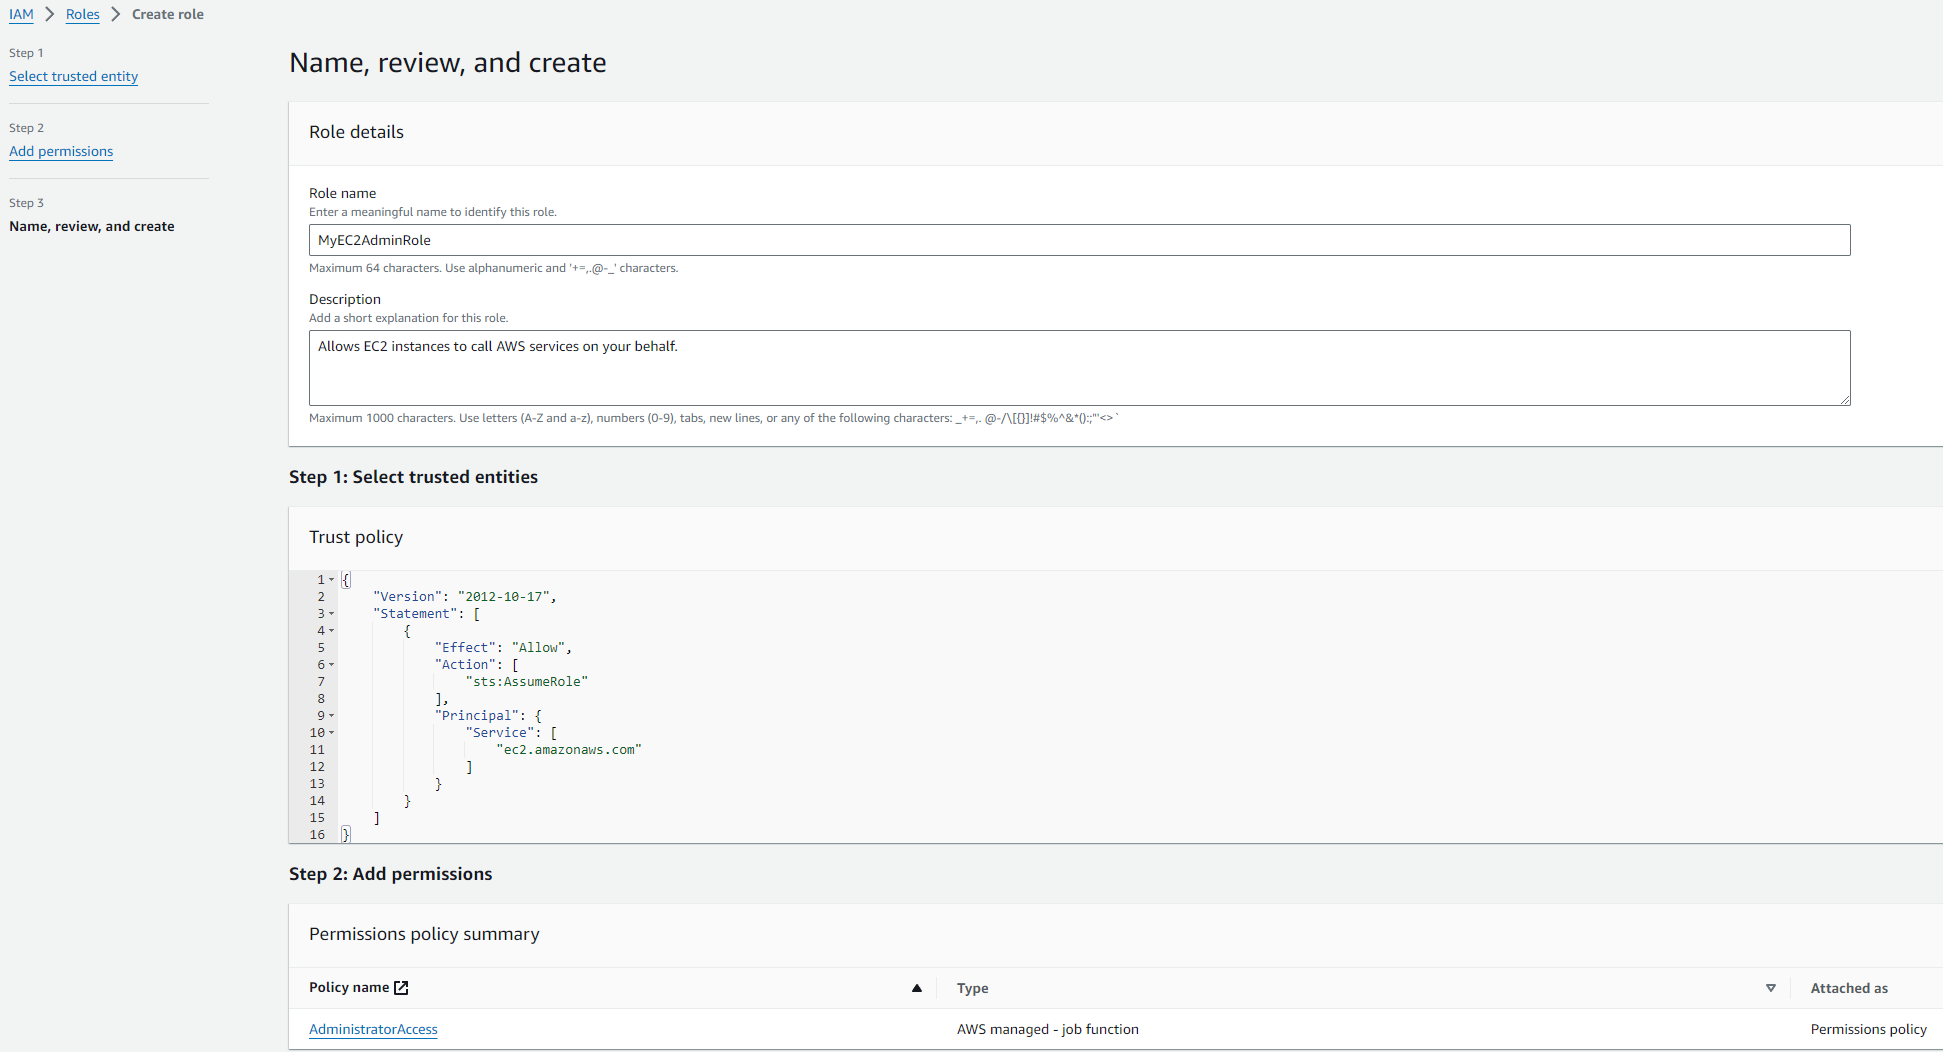 IAM > Roles > Create role
Step 1
Select trusted entity
Step 2
Add permissions
Step 3
Name, review, and create
Name, review, and create
Role details
Role name
Enter a meaningful name to identify this role.
MyEC2AdminRole
Maximum 64 characters. Use alphanumeric and '+=,.@-_' characters.
Description
Add a short explanation for this role.
Allows EC2 instances to call AWS services on your behalf.
Maximum 1000 characters. Use letters (A-Z and a-z), numbers (0-9), tabs, new lines, or any of the following characters: _+=,. @-/\[{}]!#$%^&*();:"'<>`
Step 1: Select trusted entities
Trust policy
1 {
2     "Version": "2012-10-17",
3     "Statement": [
4         {
5             "Effect": "Allow",
6             "Action": [
7                 "sts:AssumeRole"
8             ],
9             "Principal": {
10                 "Service": [
11                     "ec2.amazonaws.com"
12                 ]
13             }
14         }
15     ]
16 }
Step 2: Add permissions
Permissions policy summary
Policy name Type Attached as
AdministratorAccess AWS managed - job function Permissions policy